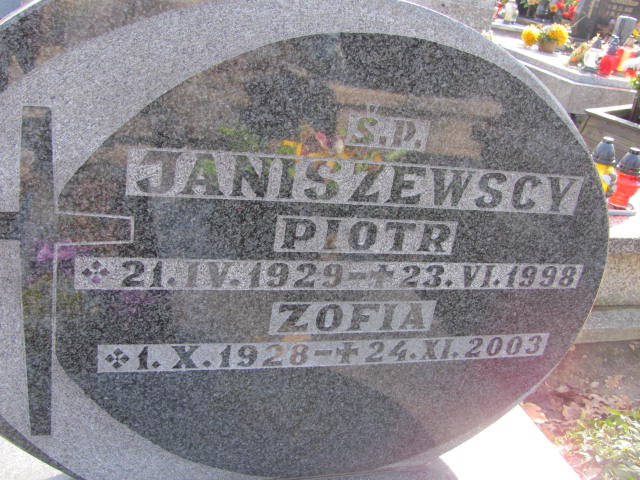 Ś.P.
JANISZEWSCY
PIOTR
21.IV.1929-✝23.VI.1998
ZOFIA
1.X.1928-✝24.XI.2003